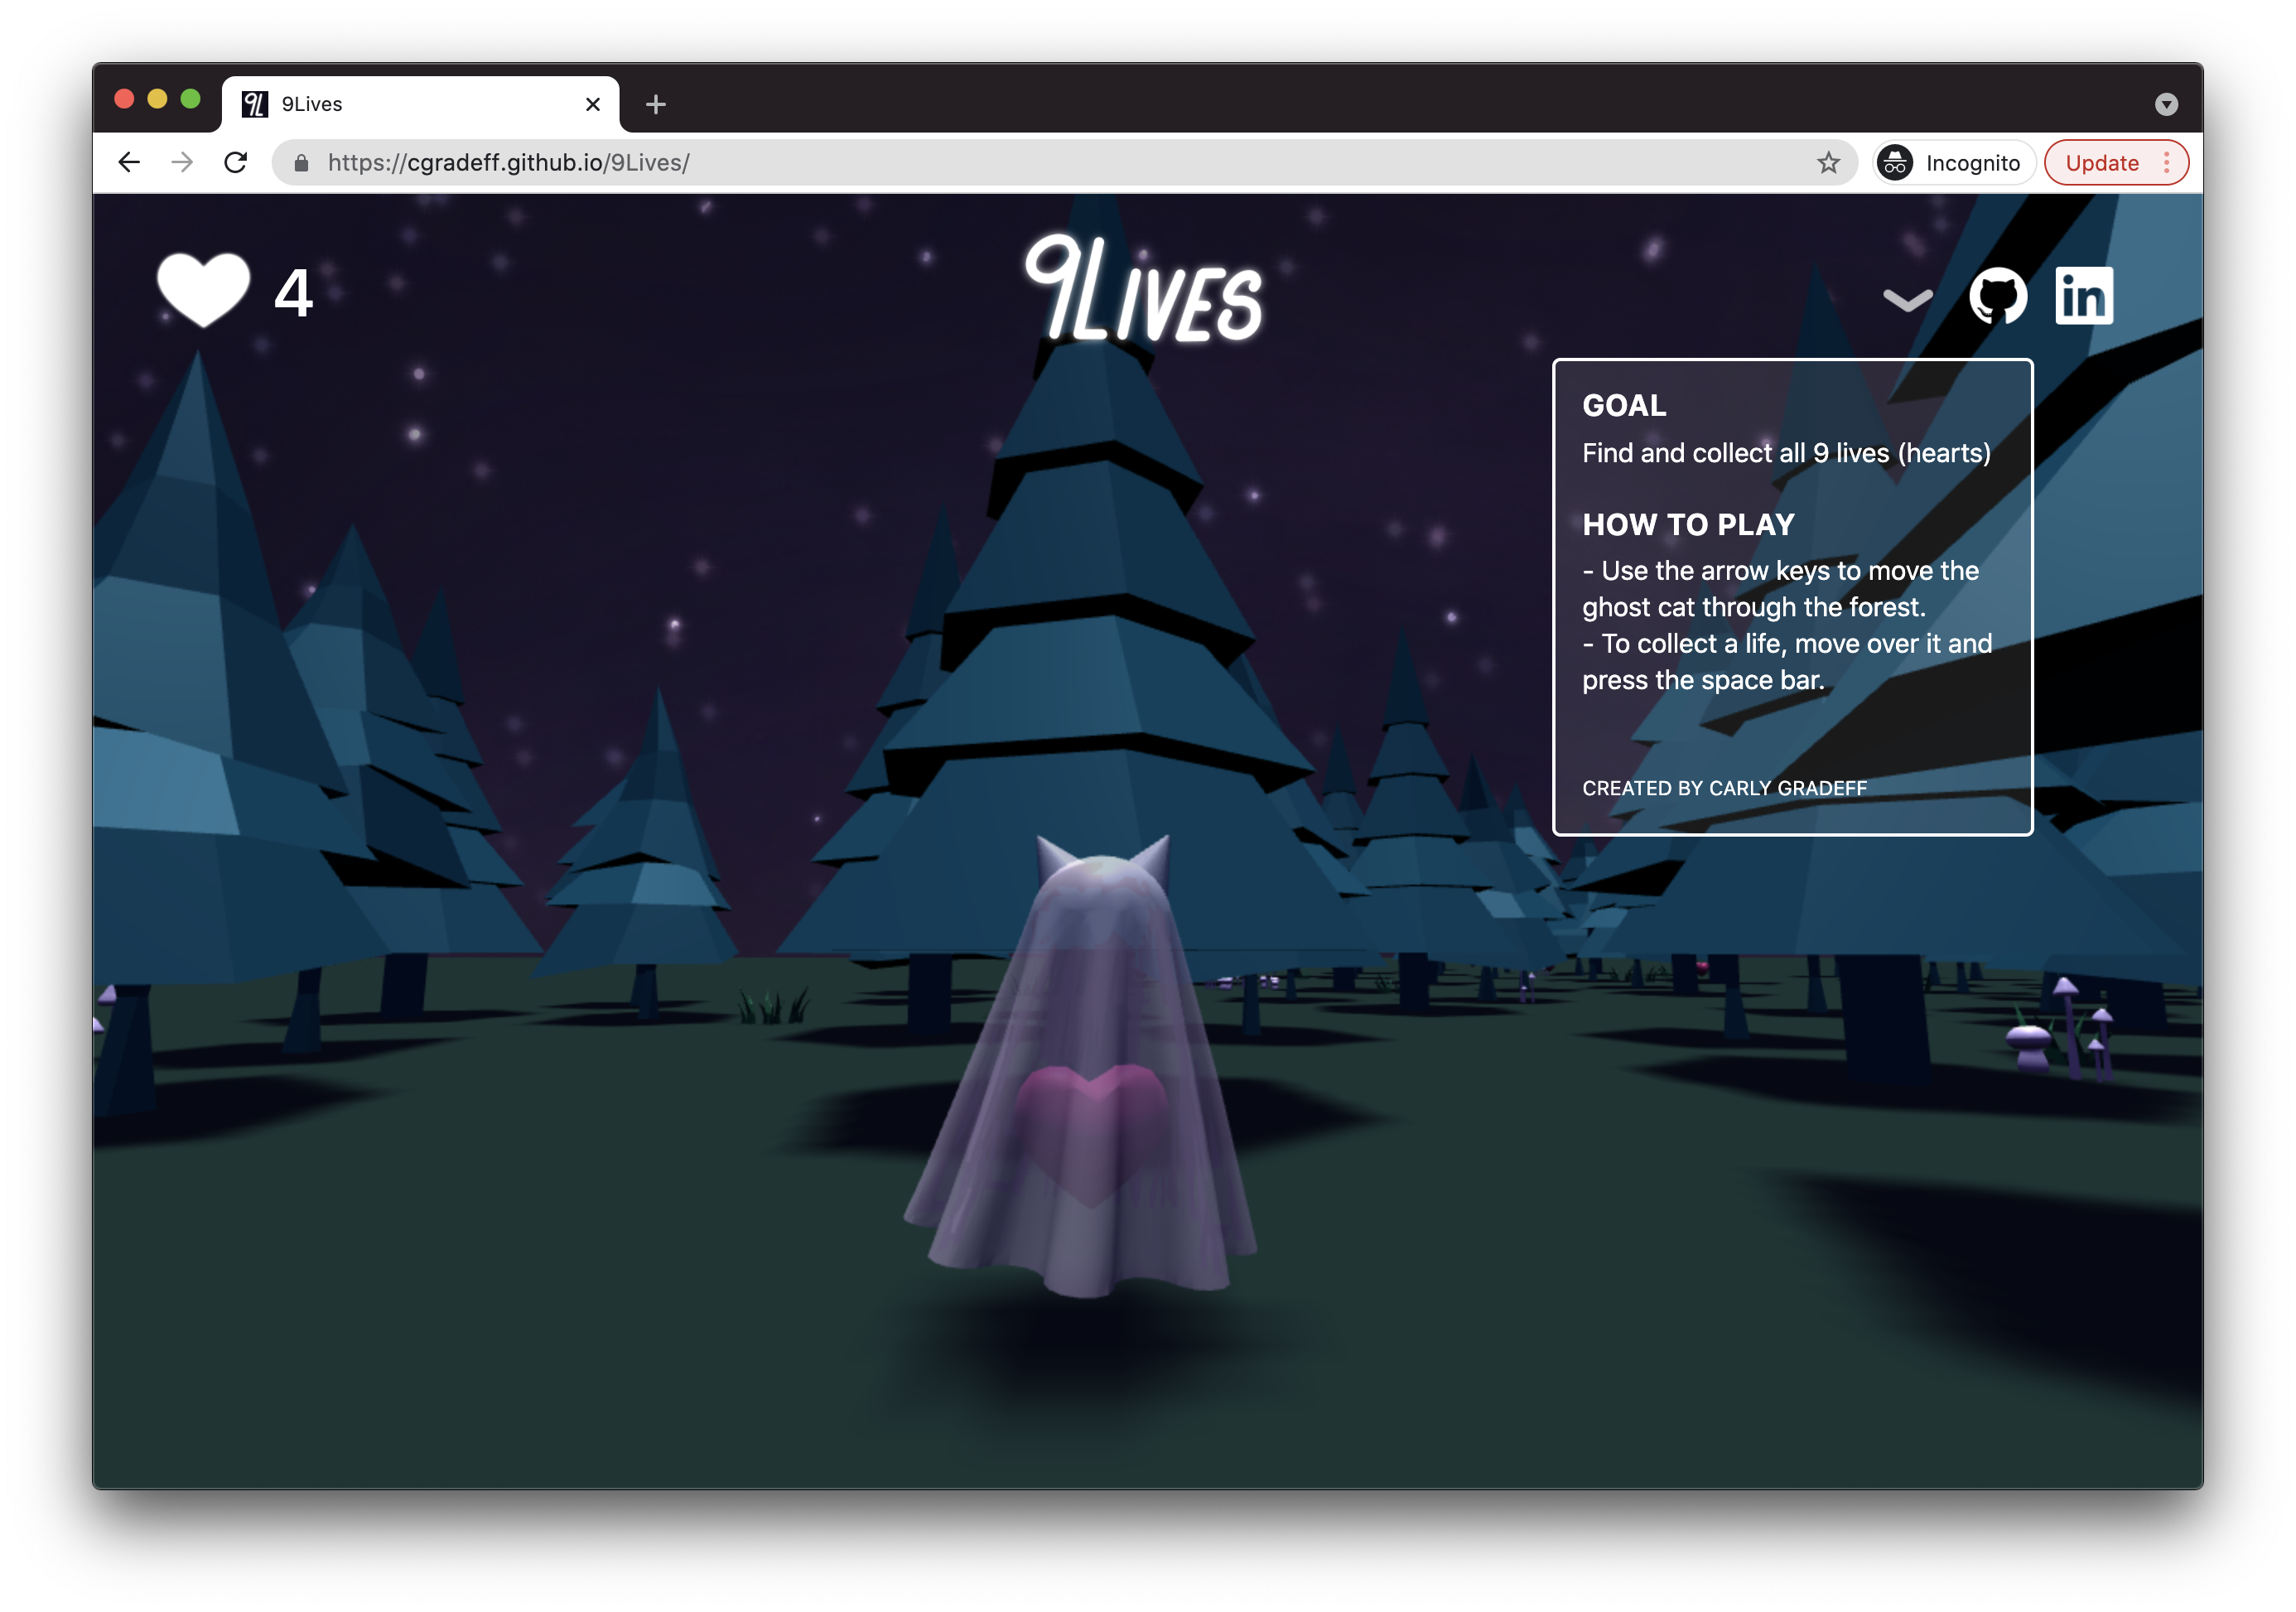 9L 9Lives
https://cgradeff.github.io/9Lives/
Incognito
Update
4
9LIVES
in
GOAL
Find and collect all 9 lives (hearts)
HOW TO PLAY
- Use the arrow keys to move the
ghost cat through the forest.
- To collect a life, move over it and
press the space bar.
CREATED BY CARLY GRADEFF